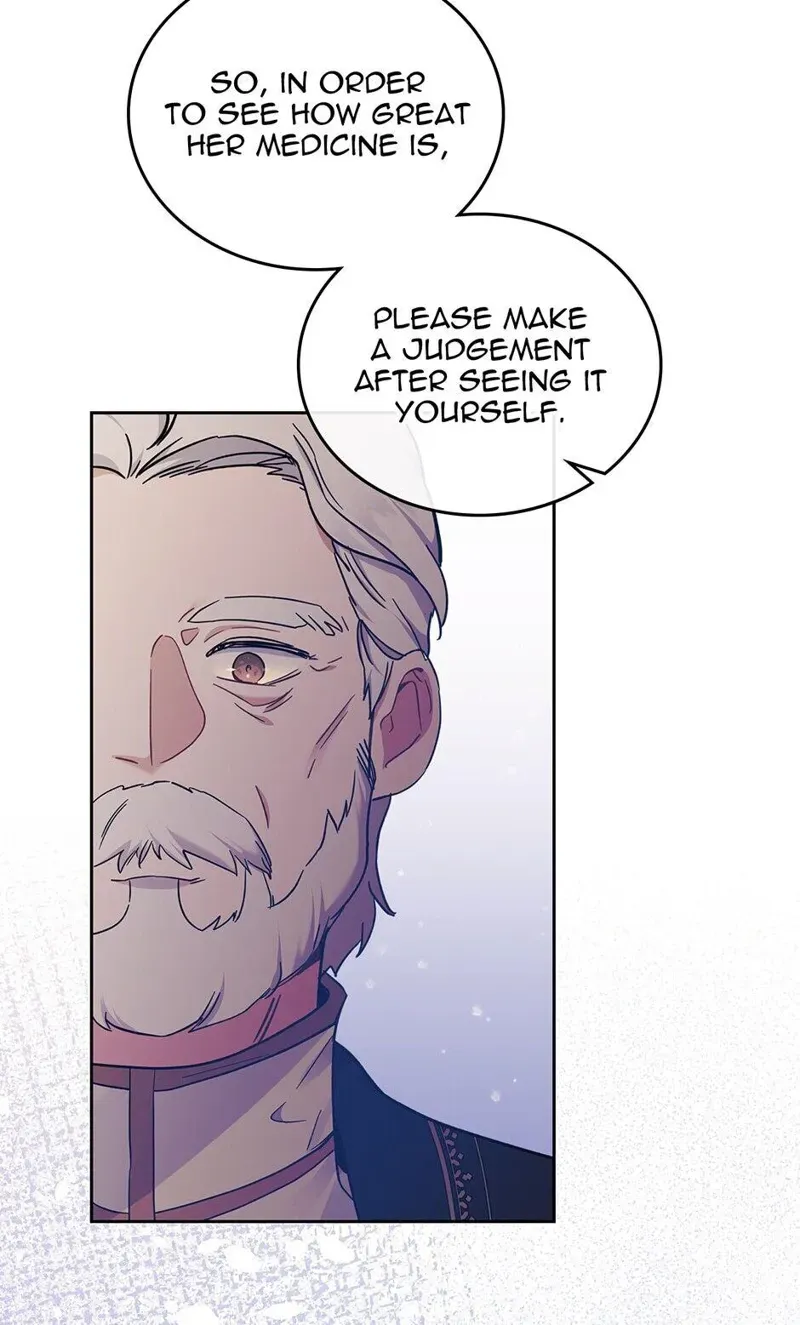 SO, IN ORDER
TO SEE HOW GREAT
HER MEDICINE IS,
PLEASE MAKE
A JUDGEMENT
AFTER SEEING IT
YOURSELF.